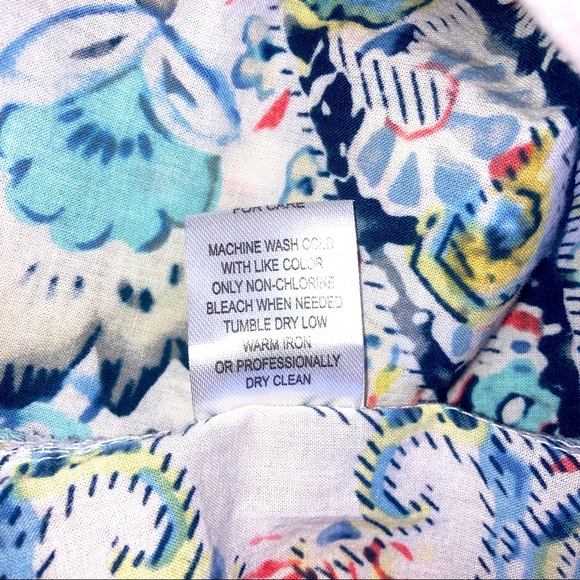 FOR CARE
MACHINE WASH COLD
WITH LIKE COLOR
ONLY NON-CHLORINE
BLEACH WHEN NEEDED
TUMBLE DRY LOW
WARM IRON
OR PROFESSIONALLY
DRY CLEAN